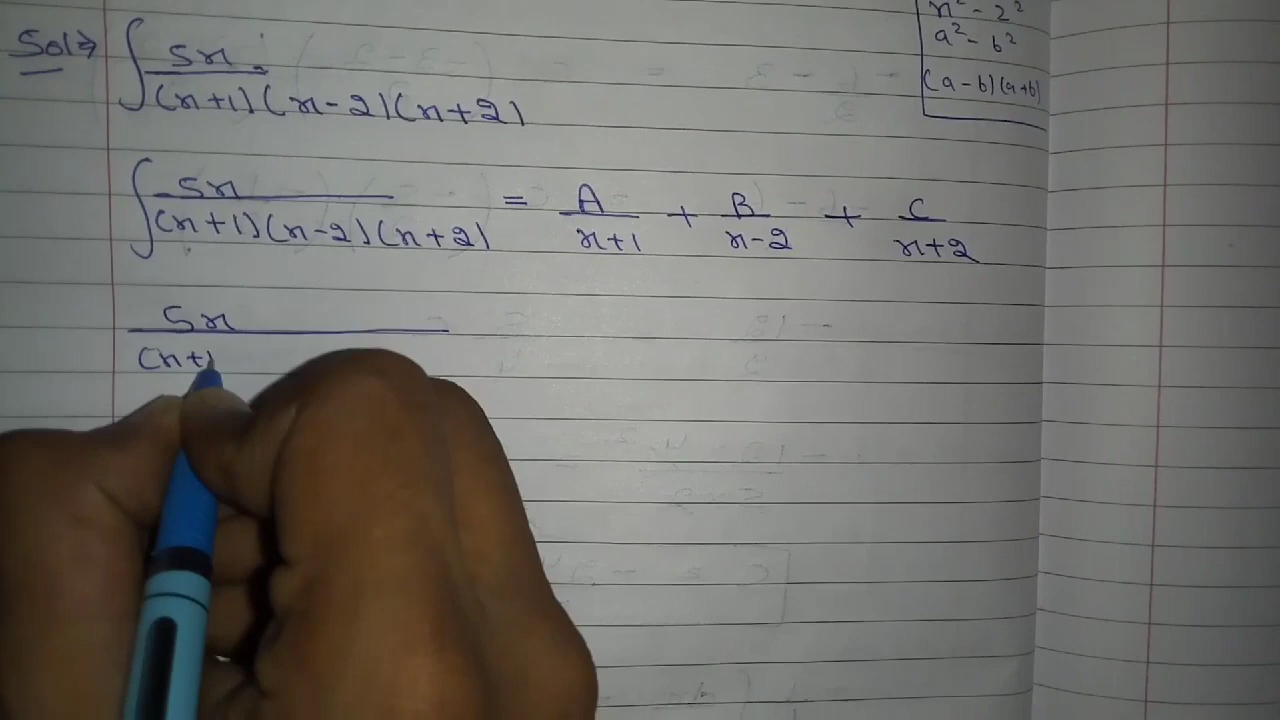 x² - 2²
a² - b²
(a-b)(a+b)
Sol⇒ ∫ 5x / (x+1)(x-2)(x+2)
∫ 5x / (x+1)(x-2)(x+2) = A / x+1 + B / x-2 + C / x+2
5x / (x+1